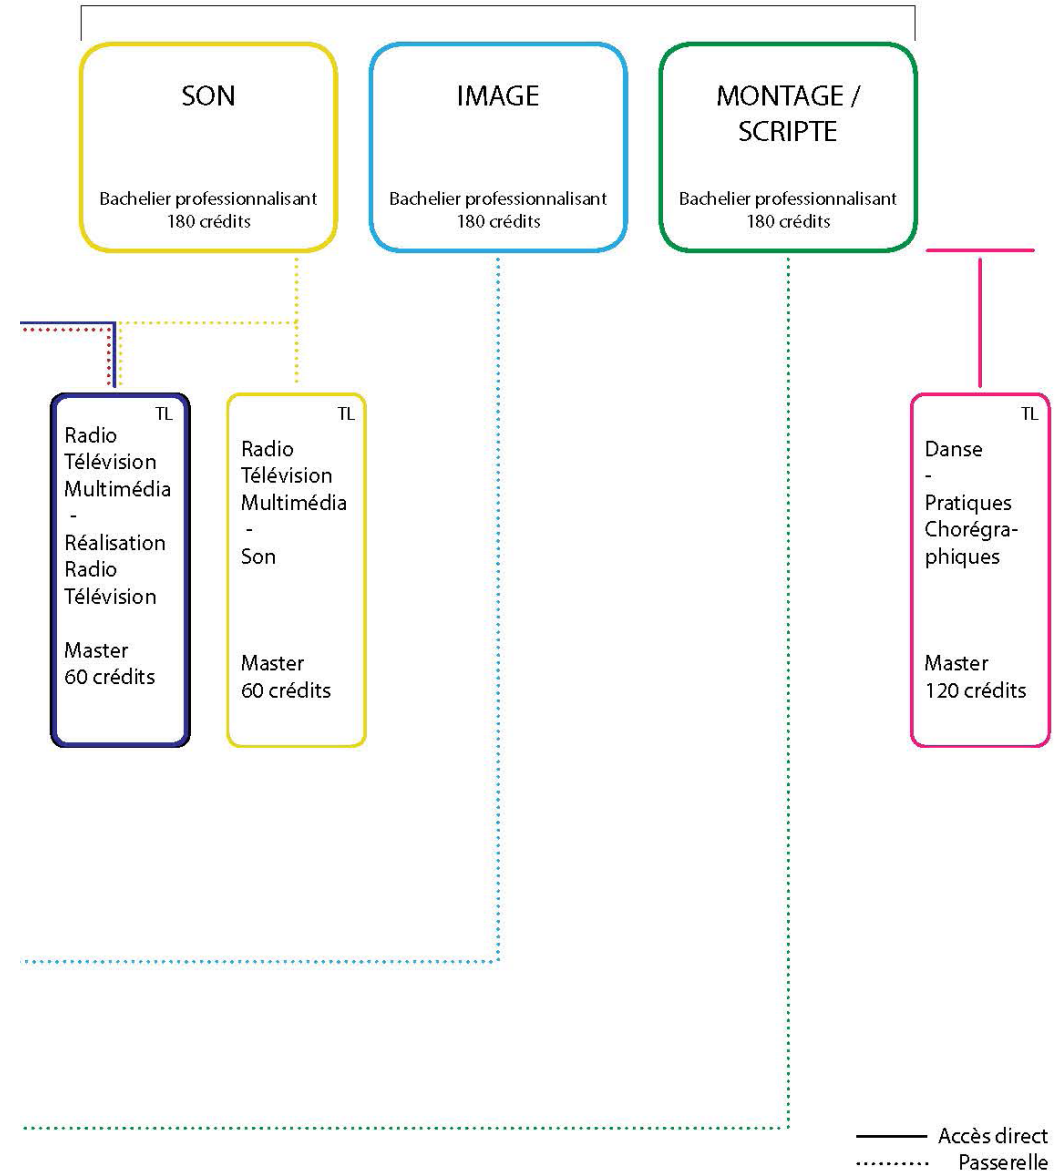 SON
Bachelier professionnalisant
180 crédits
IMAGE
Bachelier professionnalisant
180 crédits
MONTAGE /
SCRIPTE
Bachelier professionnalisant
180 crédits
TL
Radio
Télévision
Multimédia
-
Réalisation
Radio
Télévision
Master
60 crédits
TL
Radio
Télévision
Multimédia
-
Son
Master
60 crédits
TL
Danse
-
Pratiques
Chorégra-
phiques
Master
120 crédits
Accès direct
Passerelle